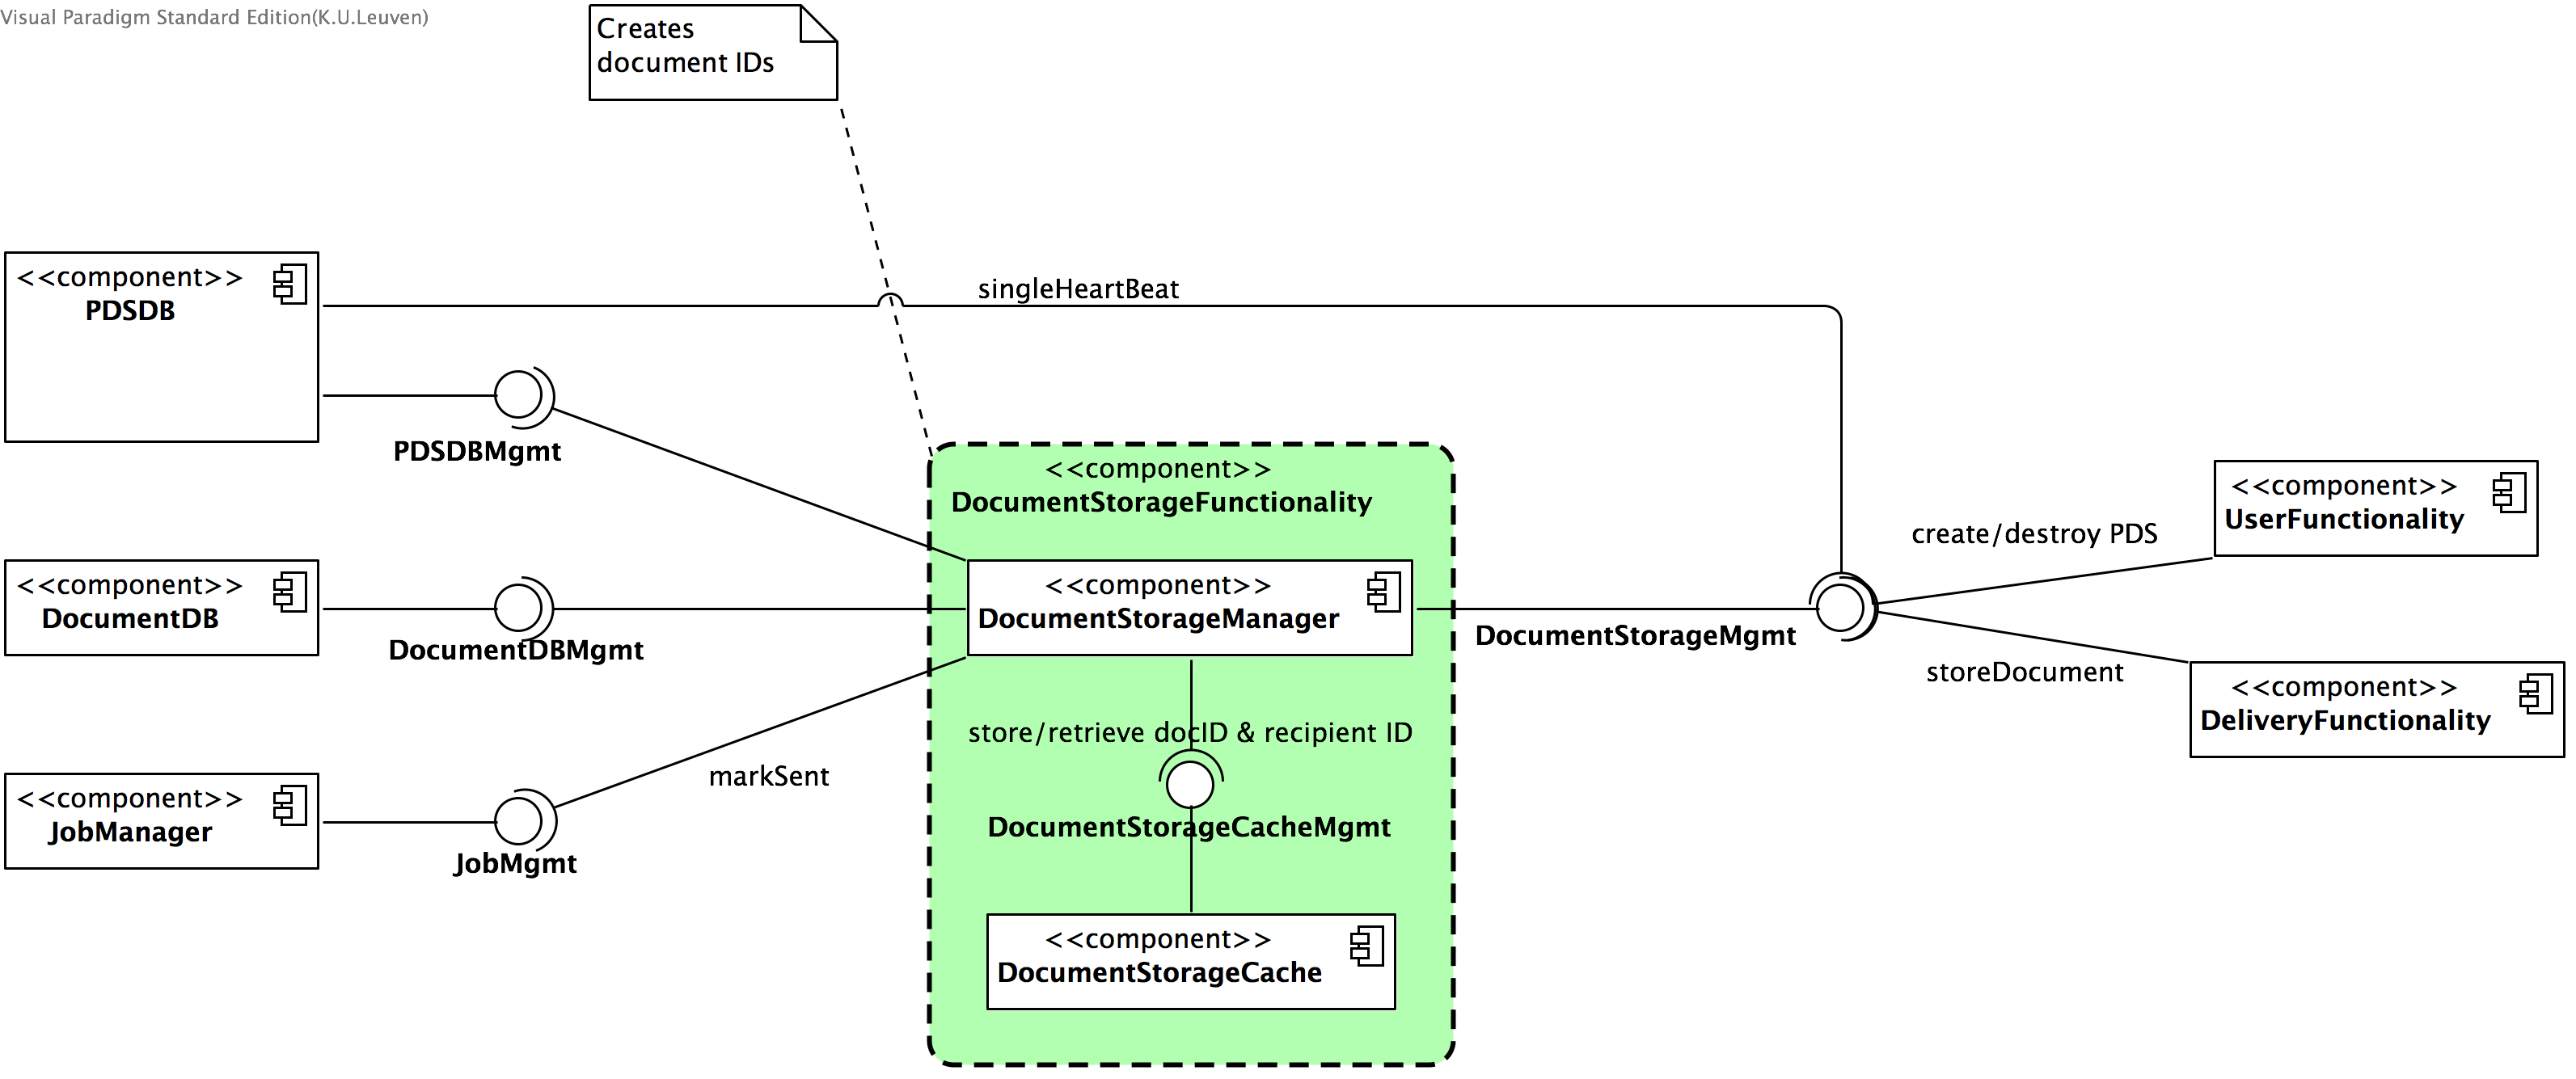 Visual Paradigm Standard Edition(K.U.Leuven)
Creates
document IDs
<<component>>
PDSDB
singleHeartBeat
PDSDBMgmt
<<component>>
DocumentStorageFunctionality
<<component>>
UserFunctionality
create/destroy PDS
<<component>>
DocumentDB
DocumentDBMgmt
<<component>>
DocumentStorageManager
DocumentStorageMgmt
storeDocument
<<component>>
DeliveryFunctionality
store/retrieve docID & recipient ID
markSent
<<component>>
JobManager
JobMgmt
DocumentStorageCacheMgmt
<<component>>
DocumentStorageCache